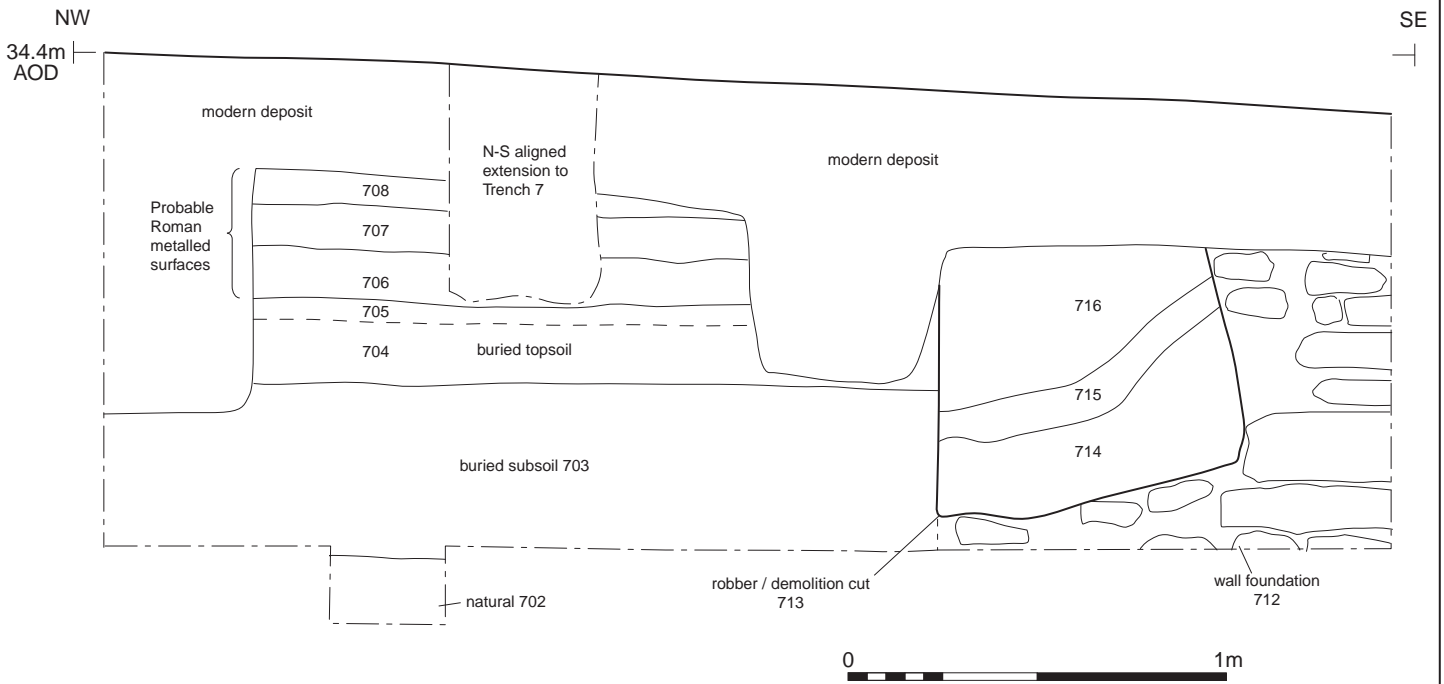 NW
SE
34.4m
AOD
modern deposit
N-S aligned
extension to
Trench 7
modern deposit
Probable
Roman
metalled
surfaces
708
707
706
705
704
buried topsoil
716
715
714
buried subsoil 703
natural 702
robber / demolition cut
713
wall foundation
712
0
1m